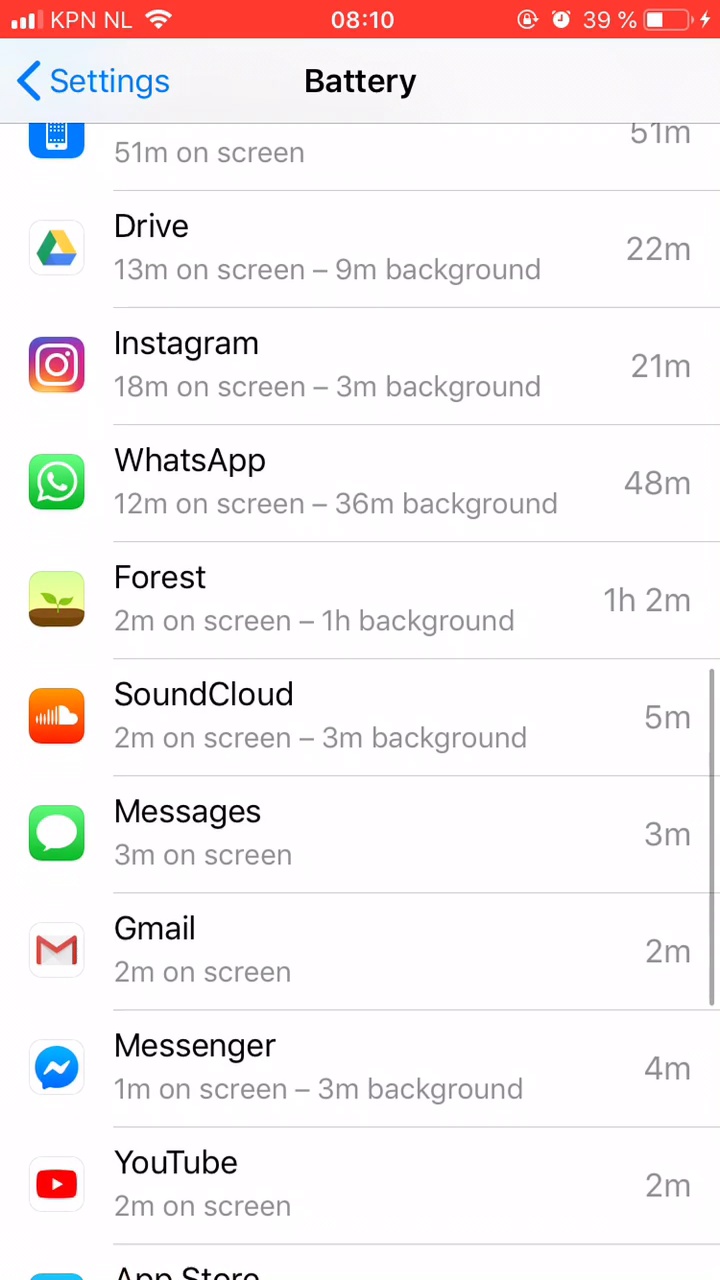 KPN NL 08:10 39 %
Settings Battery
51m on screen 51m
Drive
13m on screen – 9m background 22m
Instagram
18m on screen – 3m background 21m
WhatsApp
12m on screen – 36m background 48m
Forest
2m on screen – 1h background 1h 2m
SoundCloud
2m on screen – 3m background 5m
Messages
3m on screen 3m
Gmail
2m on screen 2m
Messenger
1m on screen – 3m background 4m
YouTube
2m on screen 2m
App Store